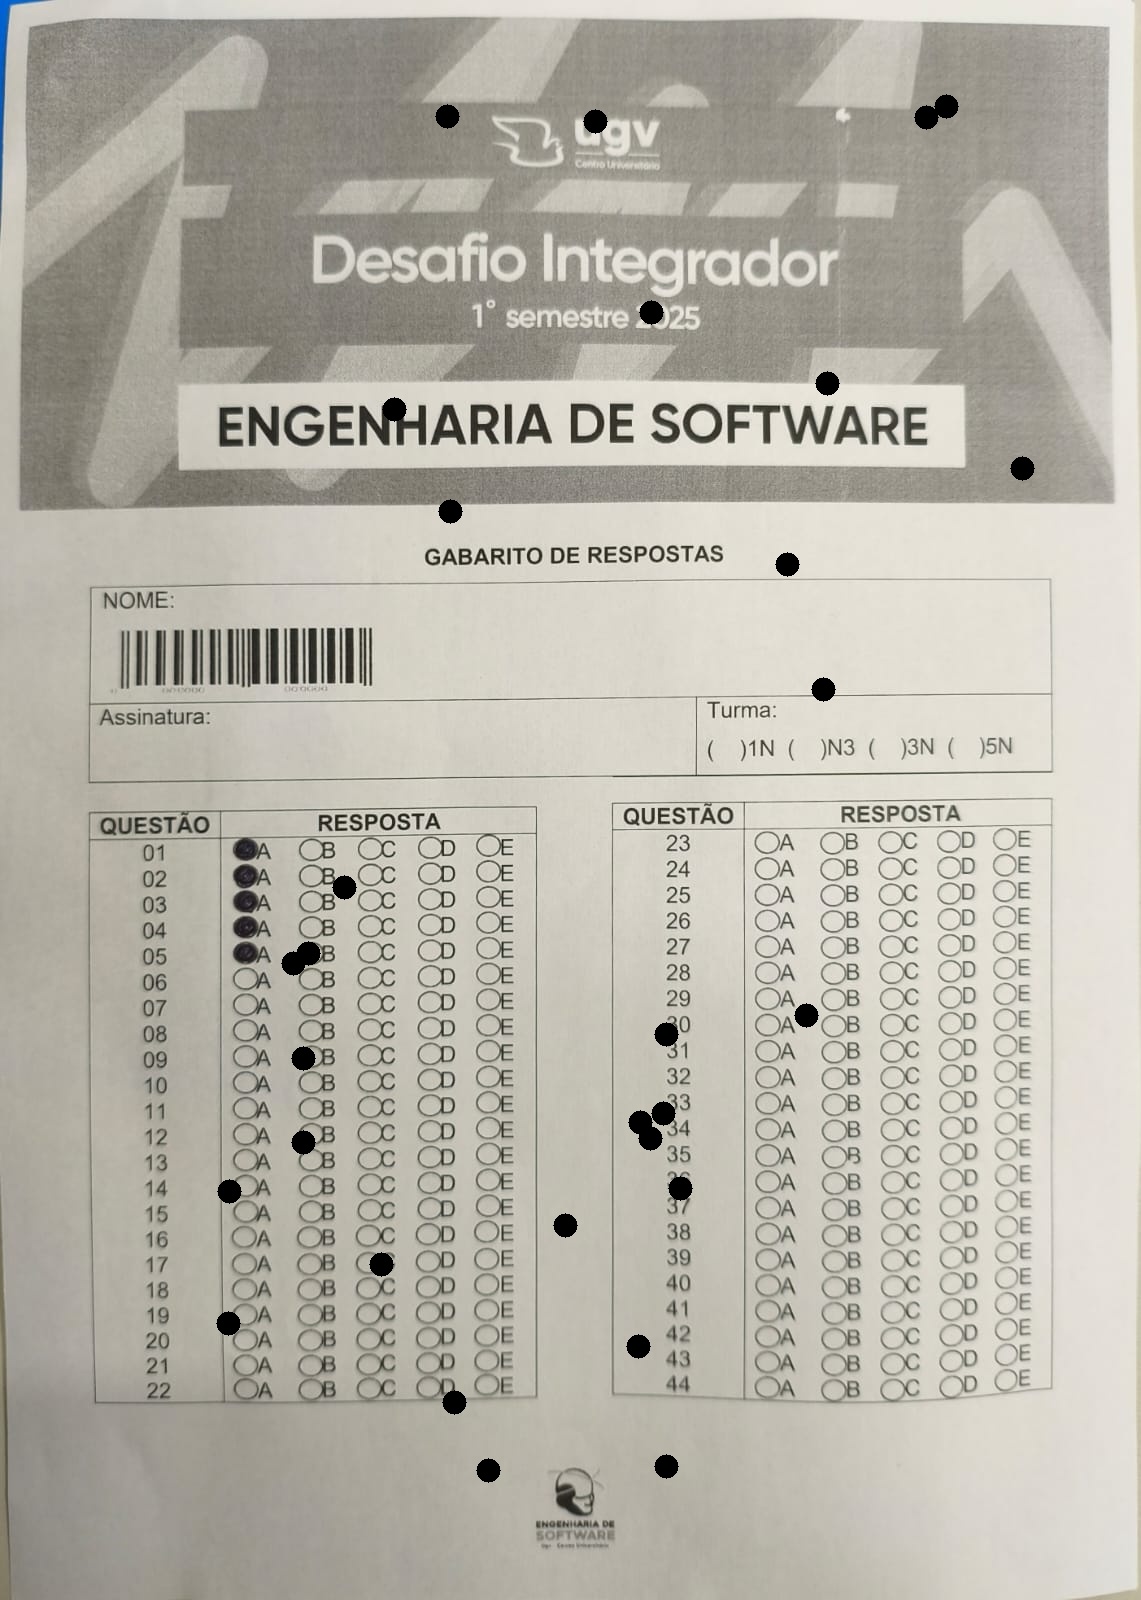 ugv
Centro Universitário
Desafio Integrador
1° semestre 2025
ENGENHARIA DE SOFTWARE
GABARITO DE RESPOSTAS
NOME:
Assinatura:
Turma:
( )1N ( )N3 ( )3N ( )5N
QUESTÃO RESPOSTA
01 A B C D E
02 A B C D E
03 A B C D E
04 A B C D E
05 A B C D E
06 A B C D E
07 A B C D E
08 A B C D E
09 A B C D E
10 A B C D E
11 A B C D E
12 A B C D E
13 A B C D E
14 A B C D E
15 A B C D E
16 A B C D E
17 A B C D E
18 A B C D E
19 A B C D E
20 A B C D E
21 A B C D E
22 A B C D E
QUESTÃO RESPOSTA
23 A B C D E
24 A B C D E
25 A B C D E
26 A B C D E
27 A B C D E
28 A B C D E
29 A B C D E
30 A B C D E
31 A B C D E
32 A B C D E
33 A B C D E
34 A B C D E
35 A B C D E
36 A B C D E
37 A B C D E
38 A B C D E
39 A B C D E
40 A B C D E
41 A B C D E
42 A B C D E
43 A B C D E
44 A B C D E
ENGENHARIA DE
SOFTWARE
Ugv - Centro Universitário